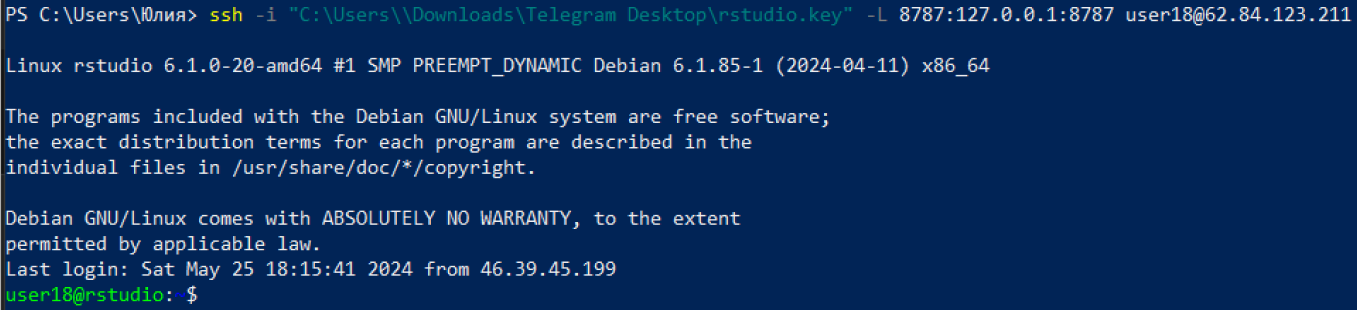 PS C:\Users\Юлия> ssh -i "C:\Users\\Downloads\Telegram Desktop\rstudio.key" -L 8787:127.0.0.1:8787 user18@62.84.123.211
Linux rstudio 6.1.0-20-amd64 #1 SMP PREEMPT_DYNAMIC Debian 6.1.85-1 (2024-04-11) x86_64
The programs included with the Debian GNU/Linux system are free software;
the exact distribution terms for each program are described in the
individual files in /usr/share/doc/*/copyright.
Debian GNU/Linux comes with ABSOLUTELY NO WARRANTY, to the extent
permitted by applicable law.
Last login: Sat May 25 18:15:41 2024 from 46.39.45.199
user18@rstudio: $